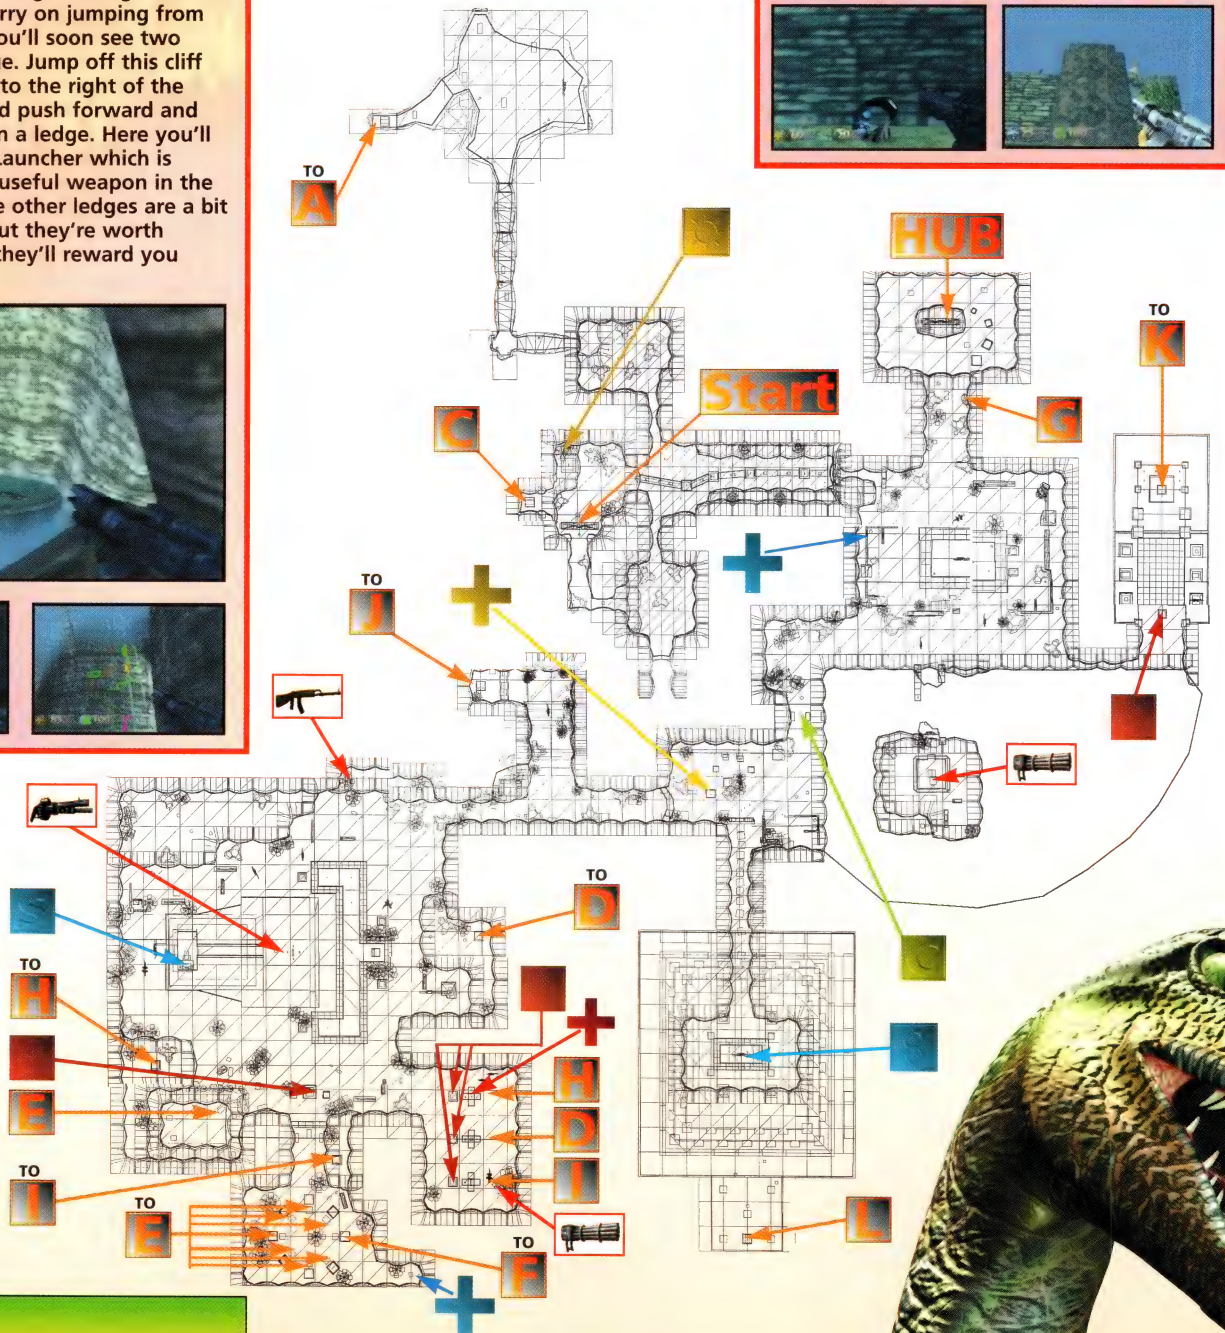 rry on jumping from
ou'll soon see two
e. Jump off this cliff
to the right of the
d push forward and
n a ledge. Here you'll
auncher which is
useful weapon in the
e other ledges are a bit
ut they're worth
they'll reward you
TO
A
HUB
TO
K
Start
C
G
TO
J
TO
D
S
TO
H
E
H
D
I
TO
I
TO
E
TO
F
L